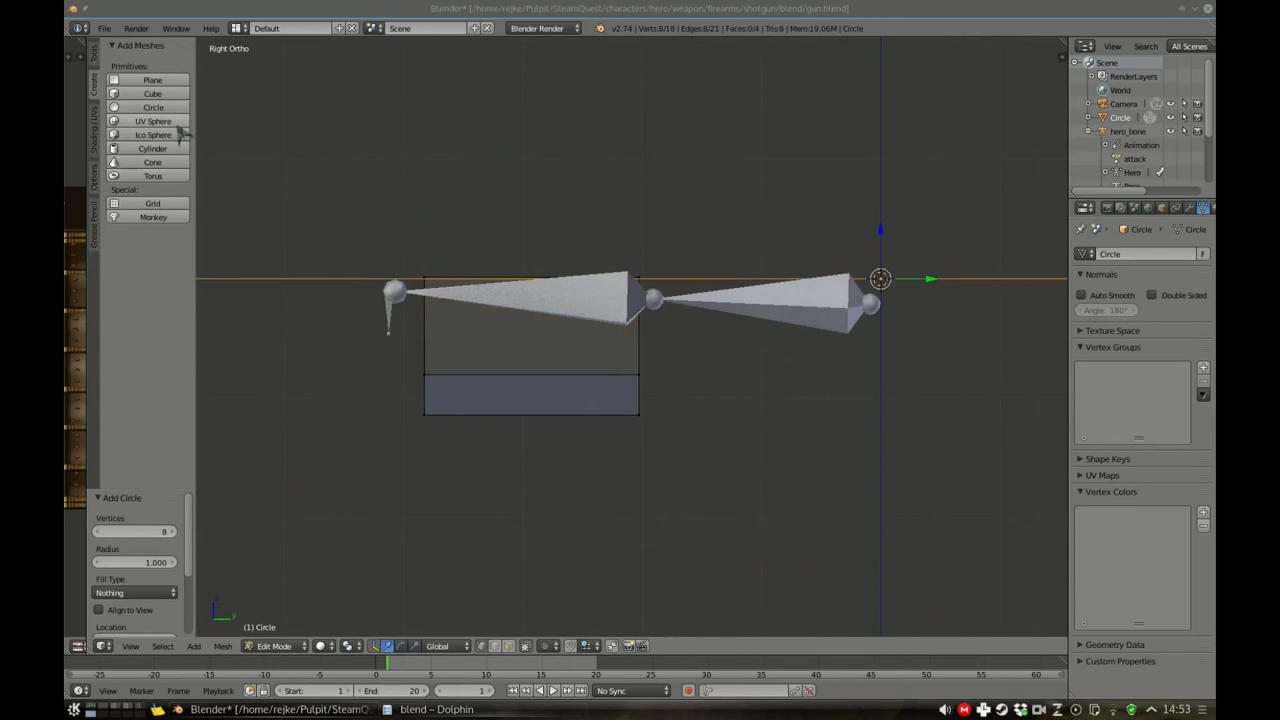 Blender* [/home/rejke/Pulpit/SteamQuest/characters/hero/weapon/firearms/shotgun/blend/gun.blend]
File Render Window Help Default Scene Blender Render v2.74 | Verts:8/18 | Edges:8/21 | Faces:0/4 | Tris:8 | Mem:19.06M | Circle
View Search All Scenes
Add Meshes
Primitives:
Plane
Cube
Circle
UV Sphere
Ico Sphere
Cylinder
Cone
Torus
Special:
Grid
Monkey
Tools
Create
Shading / UVs
Options
Grease Pencil
Add Circle
Vertices
8
Radius
1.000
Fill Type
Nothing
Align to View
Location
Right Ortho
z
y
(1) Circle
Scene
RenderLayers
World
Camera
Circle
hero_bone
Animation
attack
Hero
Circle Circle
Circle F
Normals
Auto Smooth Double Sided
Angle: 180°
Texture Space
Vertex Groups
Shape Keys
UV Maps
Vertex Colors
Geometry Data
Custom Properties
View Select Add Mesh Edit Mode Global
-25 -20 -15 -10 -5 0 5 10 15 20 25 30 35 40 45 50 55 60
View Marker Frame Playback Start: 1 End: 20 1 No Sync
Blender* [/home/rejke/Pulpit/SteamQ blend – Dolphin 14:53